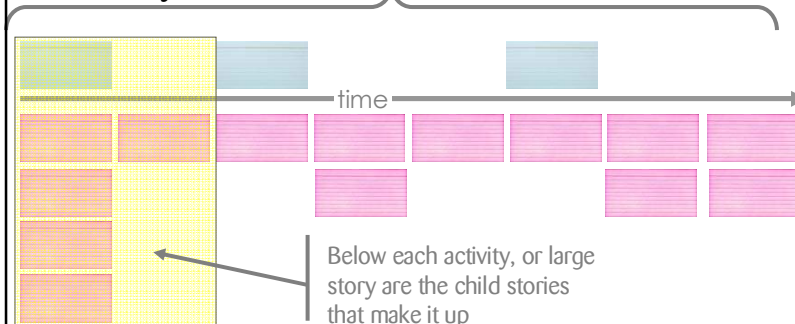 time
Below each activity, or large
story are the child stories
that make it up